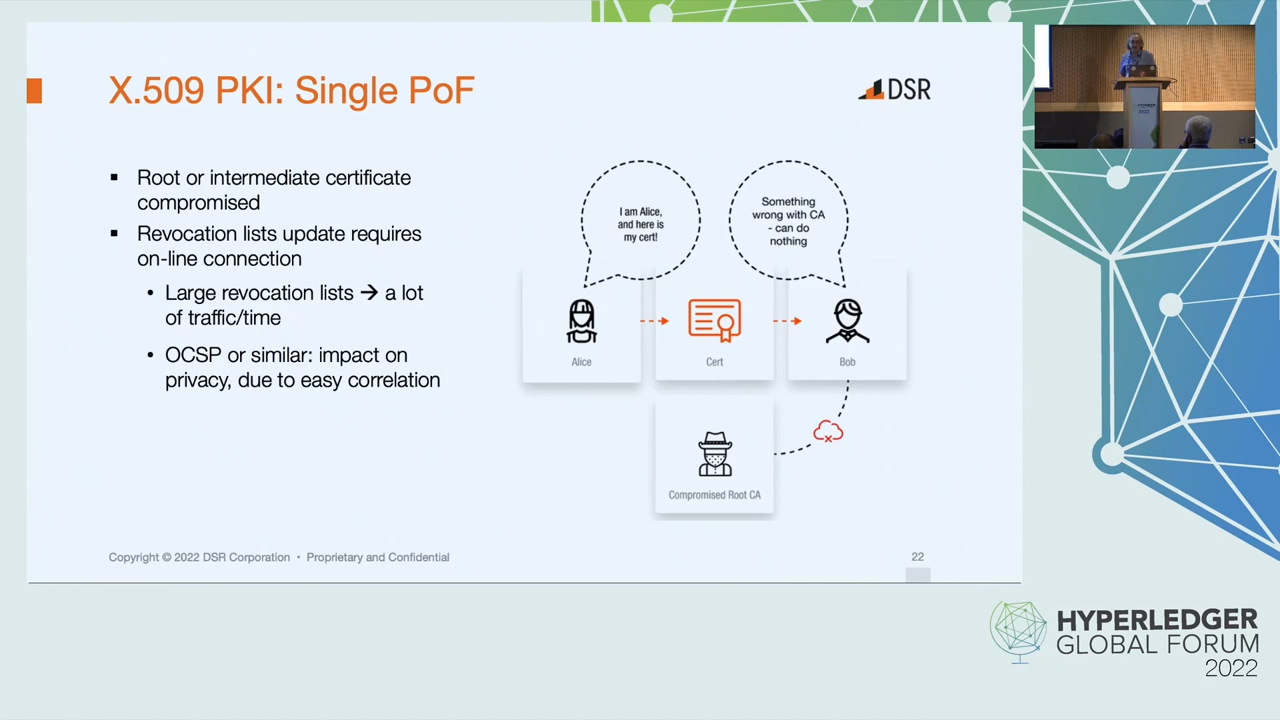 X.509 PKI: Single PoF
DSR
▪ Root or intermediate certificate
compromised
▪ Revocation lists update requires
on-line connection
• Large revocation lists → a lot
of traffic/time
• OCSP or similar: impact on
privacy, due to easy correlation
I am Alice,
and here is
my cert!
Something
wrong with CA
- can do
nothing
Alice
Cert
Bob
Compromised Root CA
Copyright © 2022 DSR Corporation • Proprietary and Confidential
22
HYPERLEDGER
GLOBAL FORUM
2022